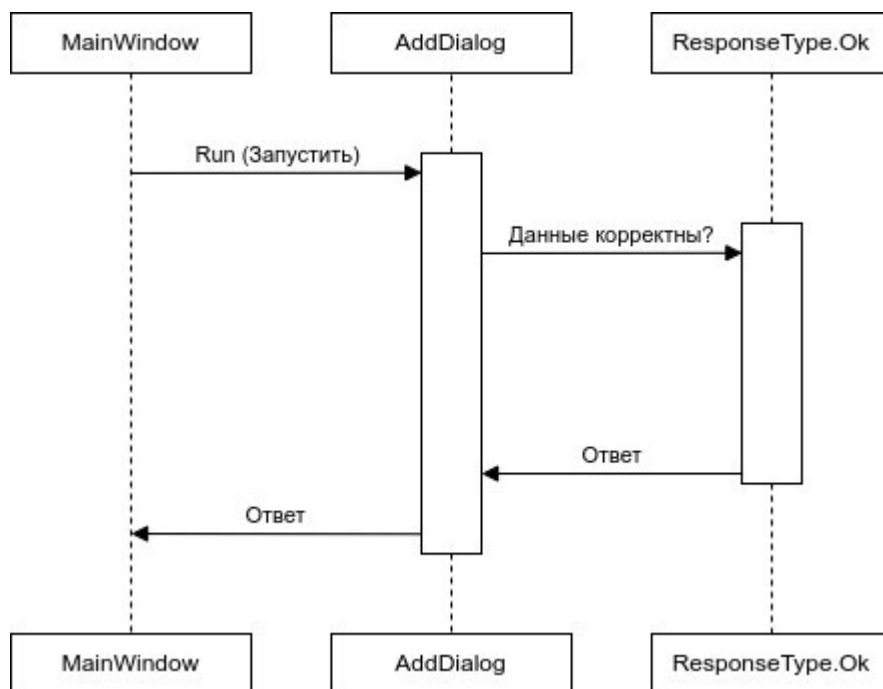 MainWindow
AddDialog
ResponseType.Ok
Run (Запустить)
Данные корректны?
Ответ
Ответ
MainWindow
AddDialog
ResponseType.Ok